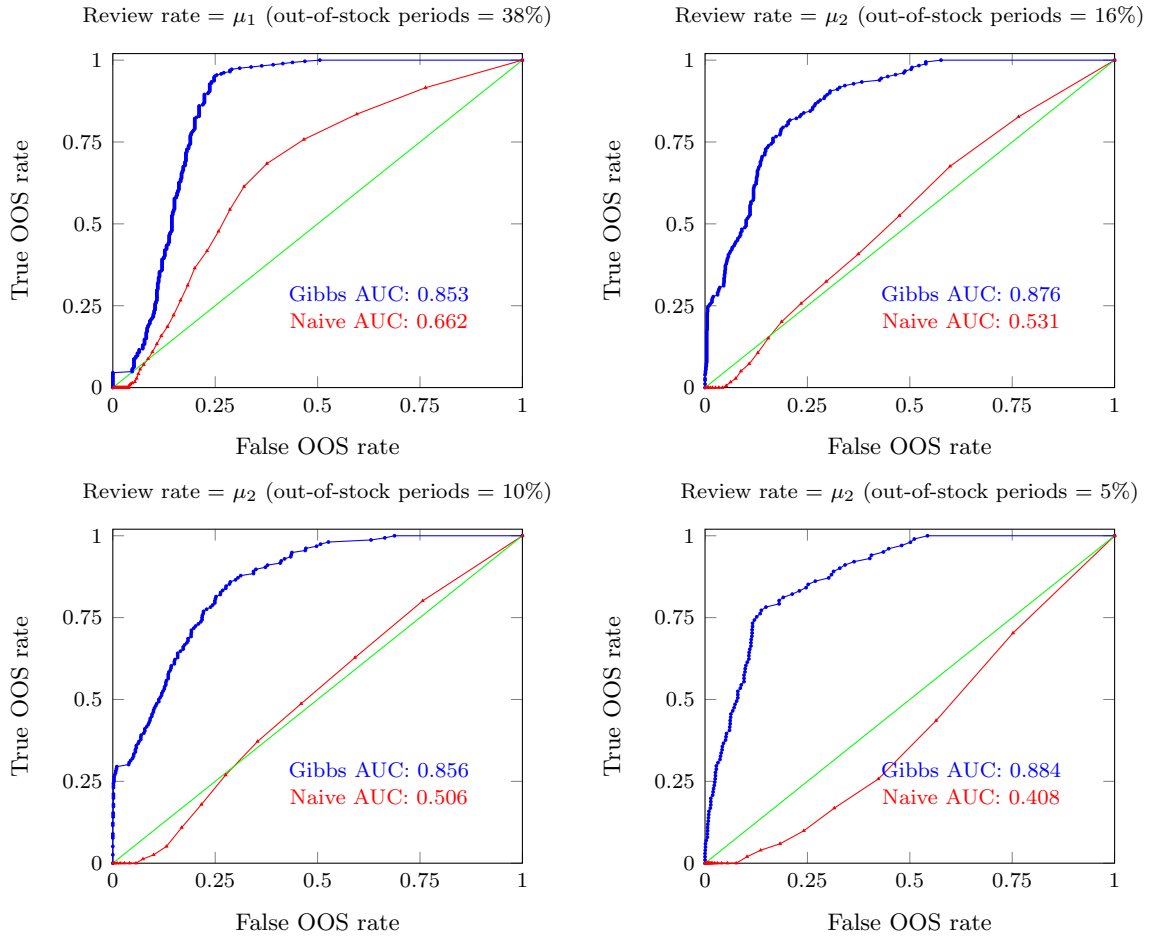 Review rate = μ₁ (out-of-stock periods = 38%)
1
0.75
0.5
0.25
0
0
0.25
0.5
0.75
1
True OOS rate
False OOS rate
Gibbs AUC: 0.853
Naive AUC: 0.662
Review rate = μ₂ (out-of-stock periods = 16%)
1
0.75
0.5
0.25
0
0
0.25
0.5
0.75
1
True OOS rate
False OOS rate
Gibbs AUC: 0.876
Naive AUC: 0.531
Review rate = μ₂ (out-of-stock periods = 10%)
1
0.75
0.5
0.25
0
0
0.25
0.5
0.75
1
True OOS rate
False OOS rate
Gibbs AUC: 0.856
Naive AUC: 0.506
Review rate = μ₂ (out-of-stock periods = 5%)
1
0.75
0.5
0.25
0
0
0.25
0.5
0.75
1
True OOS rate
False OOS rate
Gibbs AUC: 0.884
Naive AUC: 0.408